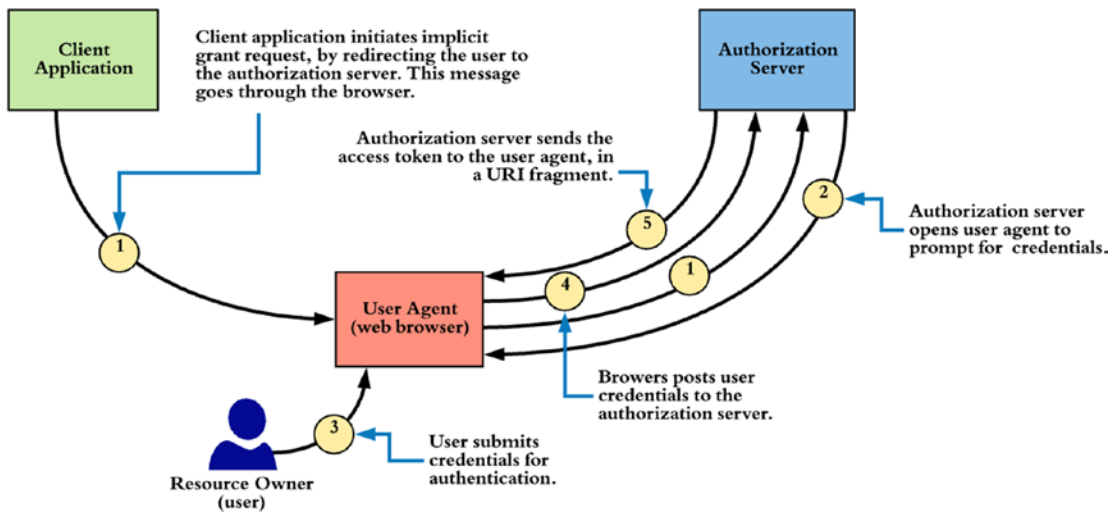 Client
Application
Client application initiates implicit
grant request, by redirecting the user to
the authorization server. This message
goes through the browser.
Authorization
Server
Authorization server sends the
access token to the user agent, in
a URI fragment.
2
Authorization server
opens user agent to
prompt for credentials.
5
1
1
4
User Agent
(web browser)
Browers posts user
credentials to the
authorization server.
3
User submits
credentials for
authentication.
Resource Owner
(user)